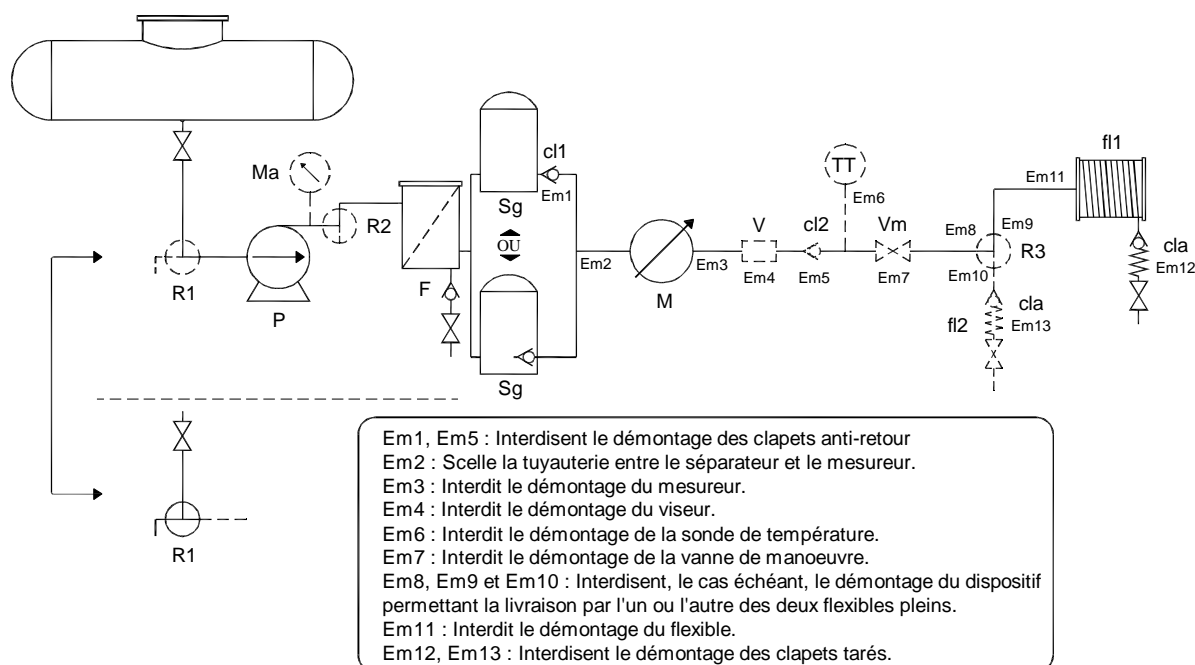 Ma
R2
R1
P
F
Sg
cl1
Em1
OU
Sg
Em2
M
Em3
V
Em4
cl2
Em5
TT
Em6
Vm
Em7
Em8
Em9
R3
Em10
Em11
fl1
cla
Em12
fl2
cla
Em13
R1
Em1, Em5 : Interdisent le démontage des clapets anti-retour
Em2 : Scelle la tuyauterie entre le séparateur et le mesureur.
Em3 : Interdit le démontage du mesureur.
Em4 : Interdit le démontage du viseur.
Em6 : Interdit le démontage de la sonde de température.
Em7 : Interdit le démontage de la vanne de manoeuvre.
Em8, Em9 et Em10 : Interdisent, le cas échéant, le démontage du dispositif
permettant la livraison par l'un ou l'autre des deux flexibles pleins.
Em11 : Interdit le démontage du flexible.
Em12, Em13 : Interdisent le démontage des clapets tarés.